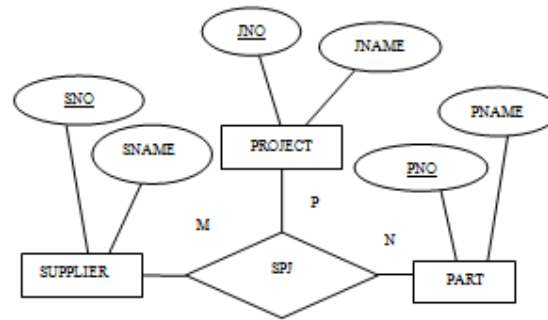 JNO
JNAME
SNO
PNAME
SNAME
PROJECT
PNO
P
M
N
SUPPLIER
SPJ
PART